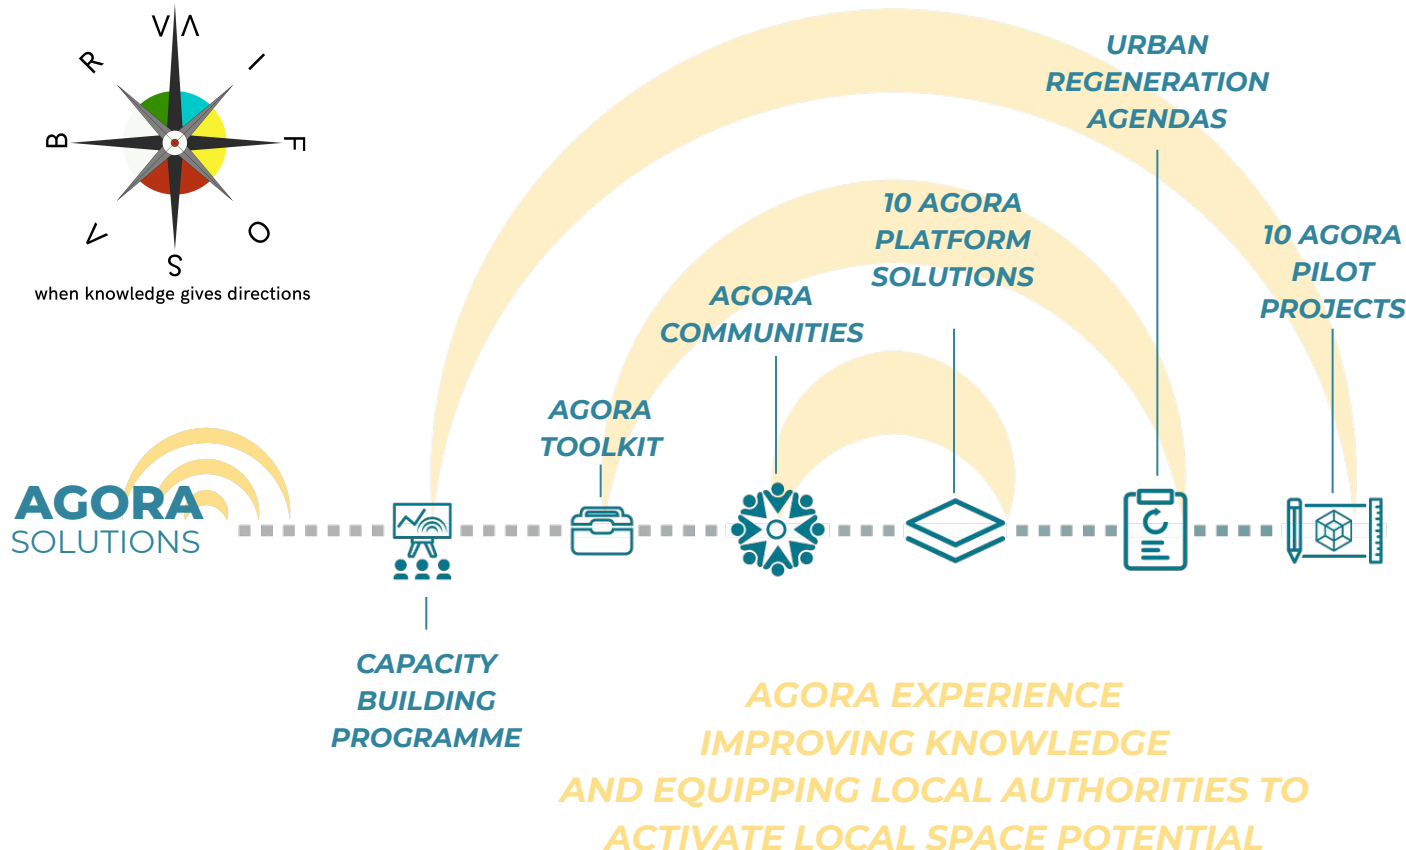 V Λ
R
I
B
F
V
O
S
when knowledge gives directions
URBAN
REGENERATION
AGENDAS
10 AGORA
PLATFORM
SOLUTIONS
10 AGORA
PILOT
PROJECTS
AGORA
COMMUNITIES
AGORA
TOOLKIT
AGORA
SOLUTIONS
CAPACITY
BUILDING
PROGRAMME
AGORA EXPERIENCE
IMPROVING KNOWLEDGE
AND EQUIPPING LOCAL AUTHORITIES TO
ACTIVATE LOCAL SPACE POTENTIAL